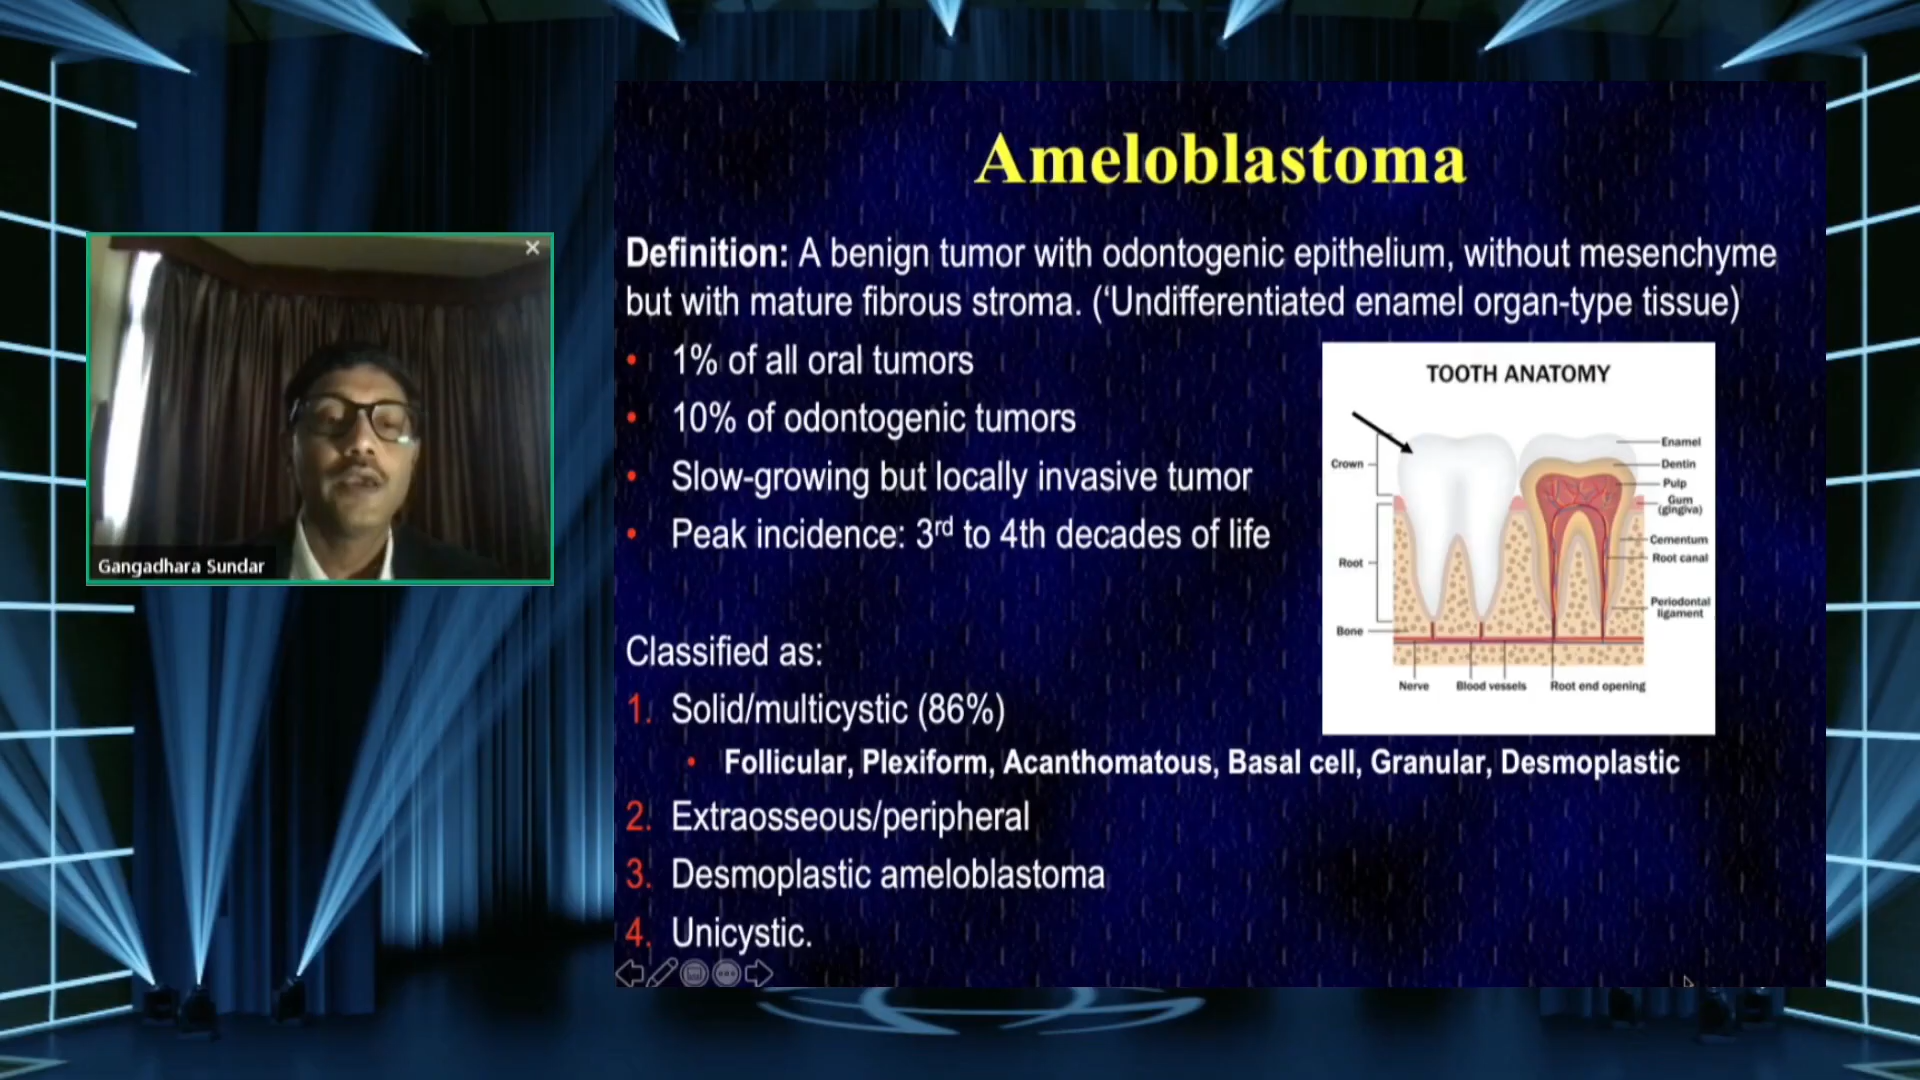 Ameloblastoma
Definition: A benign tumor with odontogenic epithelium, without mesenchyme
but with mature fibrous stroma. (‘Undifferentiated enamel organ-type tissue)
• 1% of all oral tumors
• 10% of odontogenic tumors
• Slow-growing but locally invasive tumor
• Peak incidence: 3rd to 4th decades of life
Classified as:
1. Solid/multicystic (86%)
• Follicular, Plexiform, Acanthomatous, Basal cell, Granular, Desmoplastic
2. Extraosseous/peripheral
3. Desmoplastic ameloblastoma
4. Unicystic.
TOOTH ANATOMY
Crown
Root
Bone
Enamel
Dentin
Pulp
Gum
(gingiva)
Cementum
Root canal
Periodontal
ligament
Nerve
Blood vessels
Root end opening
Gangadhara Sundar